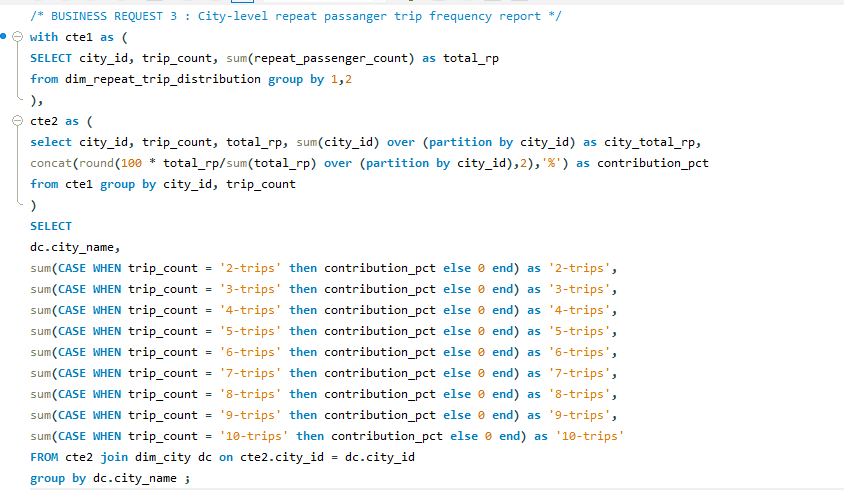 /* BUSINESS REQUEST 3 : City-level repeat passanger trip frequency report */
with cte1 as (
SELECT city_id, trip_count, sum(repeat_passenger_count) as total_rp
from dim_repeat_trip_distribution group by 1,2
),
cte2 as (
select city_id, trip_count, total_rp, sum(city_id) over (partition by city_id) as city_total_rp,
concat(round(100 * total_rp/sum(total_rp) over (partition by city_id),2),'%') as contribution_pct
from cte1 group by city_id, trip_count
)
SELECT
dc.city_name,
sum(CASE WHEN trip_count = '2-trips' then contribution_pct else 0 end) as '2-trips',
sum(CASE WHEN trip_count = '3-trips' then contribution_pct else 0 end) as '3-trips',
sum(CASE WHEN trip_count = '4-trips' then contribution_pct else 0 end) as '4-trips',
sum(CASE WHEN trip_count = '5-trips' then contribution_pct else 0 end) as '5-trips',
sum(CASE WHEN trip_count = '6-trips' then contribution_pct else 0 end) as '6-trips',
sum(CASE WHEN trip_count = '7-trips' then contribution_pct else 0 end) as '7-trips',
sum(CASE WHEN trip_count = '8-trips' then contribution_pct else 0 end) as '8-trips',
sum(CASE WHEN trip_count = '9-trips' then contribution_pct else 0 end) as '9-trips',
sum(CASE WHEN trip_count = '10-trips' then contribution_pct else 0 end) as '10-trips'
FROM cte2 join dim_city dc on cte2.city_id = dc.city_id
group by dc.city_name ;